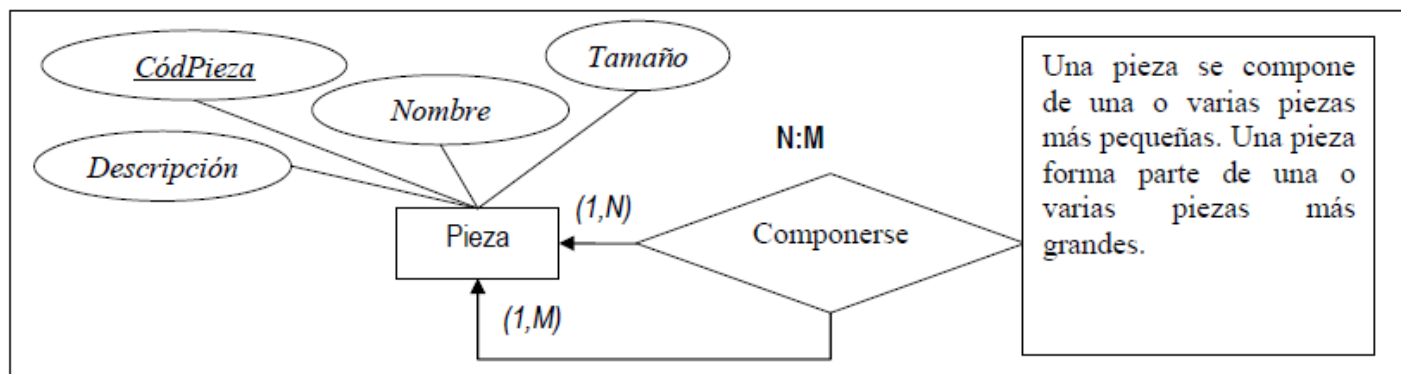 CódPieza
Tamaño
Nombre
Descripción
N:M
(1,N)
Pieza
Componerse
(1,M)
Una pieza se compone
de una o varias piezas
más pequeñas. Una pieza
forma parte de una o
varias piezas más
grandes.